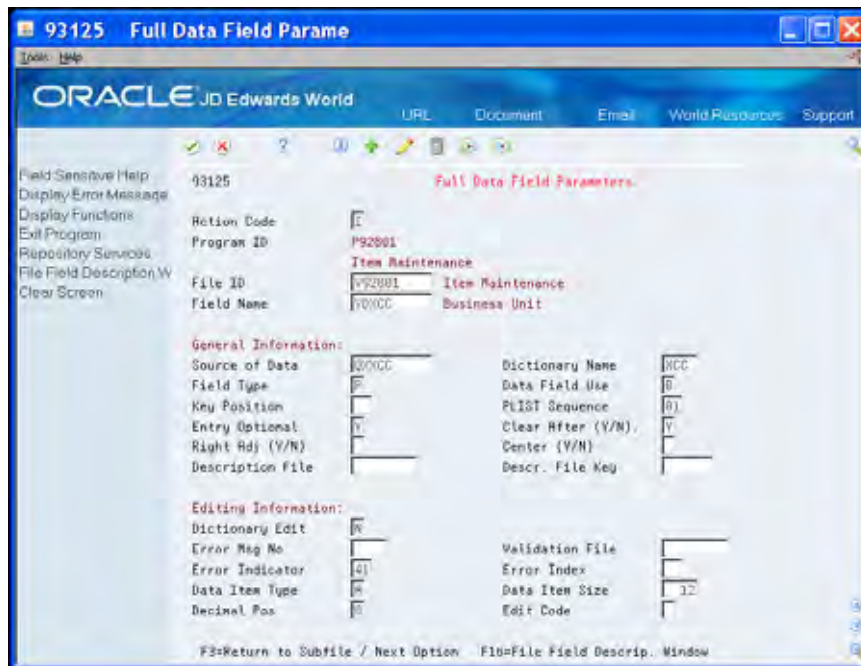 93125 Full Data Field Parame
Tools Help
ORACLE JD Edwards World
URL Document Email World Resources Support
Field Sensitive Help
Display Error Message
Display Functions
Exit Program
Repository Services
File Field Description W
Clear Screen
93125 Full Data Field Parameters
Action Code I
Program ID P92801
Item Maintenance
File ID V92801 Item Maintenance
Field Name VDXCC Business Unit
General Information:
Source of Data QXXCC Dictionary Name XCC
Field Type P Data Field Use B
Key Position PLIST Sequence 01
Entry Optional Y Clear After (Y/N). Y
Right Adj (Y/N) Center (Y/N)
Description File Descr. File Key
Editing Information:
Dictionary Edit N
Error Msg No Validation File
Error Indicator 41 Error Index
Data Item Type A Data Item Size 12
Decimal Pos 0 Edit Code
F3=Return to Subfile / Next Option F16=File Field Descrip. Window